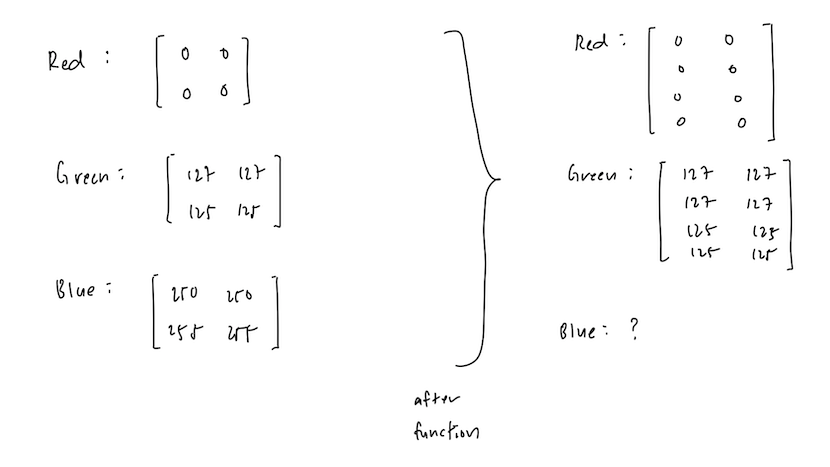 Red : [ 0 0
0 0 ]
Green : [ 127 127
125 125 ]
Blue : [ 250 250
255 255 ]
after
function
Red : [ 0 0
0 0
0 0
0 0 ]
Green : [ 127 127
127 127
125 125
125 125 ]
Blue : ?